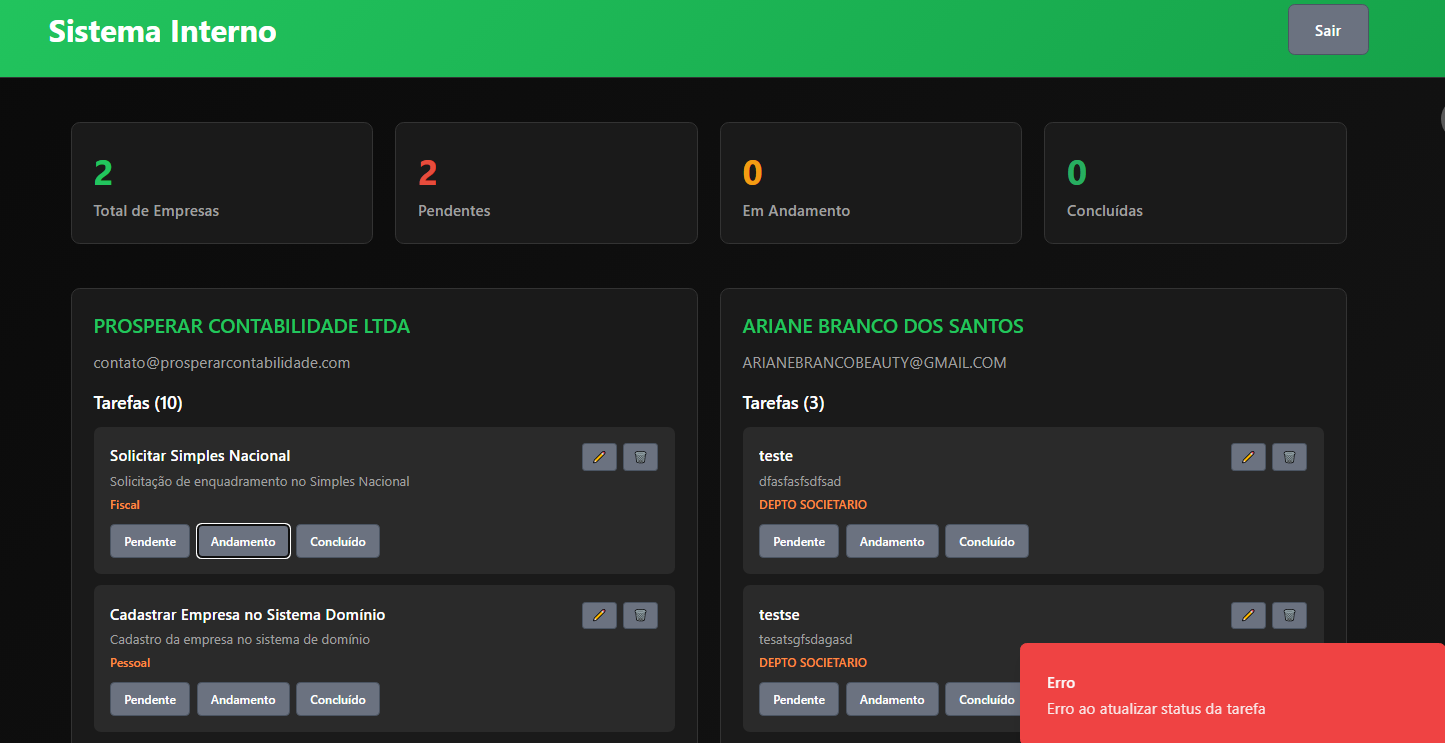 Sistema Interno
Sair
2
Total de Empresas
2
Pendentes
0
Em Andamento
0
Concluídas
PROSPERAR CONTABILIDADE LTDA
contato@prosperarcontabilidade.com
Tarefas (10)
Solicitar Simples Nacional
Solicitação de enquadramento no Simples Nacional
Fiscal
Pendente
Andamento
Concluído
Cadastrar Empresa no Sistema Domínio
Cadastro da empresa no sistema de domínio
Pessoal
Pendente
Andamento
Concluído
ARIANE BRANCO DOS SANTOS
ARIANEBRANCOBEAUTY@GMAIL.COM
Tarefas (3)
teste
dfasfasfsdfsad
DEPTO SOCIETARIO
Pendente
Andamento
Concluído
testse
tesatsgfsdagasd
DEPTO SOCIETARIO
Pendente
Andamento
Concluído
Erro
Erro ao atualizar status da tarefa